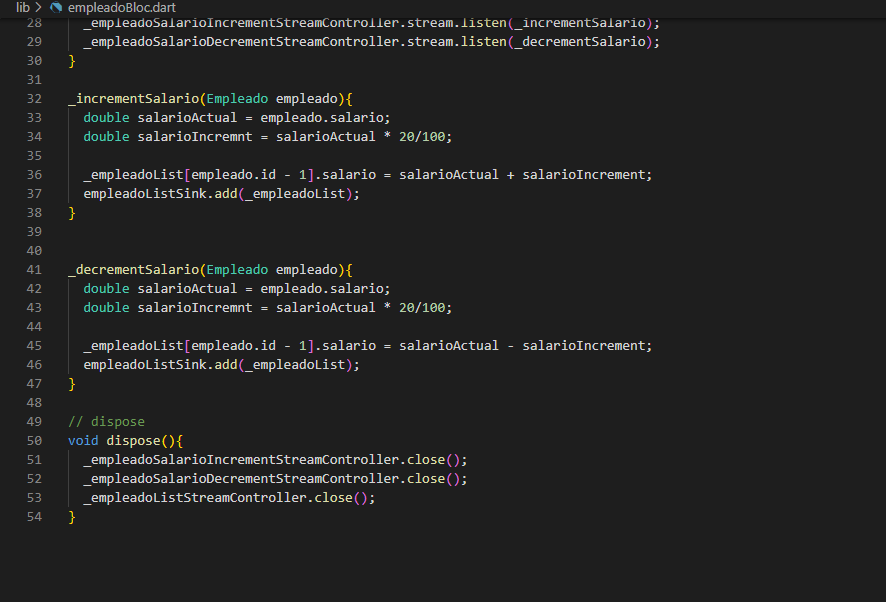 lib > empleadoBloc.dart
28 _empleadoSalarioIncrementStreamController.stream.listen(_incrementSalario);
29 _empleadoSalarioDecrementStreamController.stream.listen(_decrementSalario);
30 }
31
32 _incrementSalario(Empleado empleado){
33 double salarioActual = empleado.salario;
34 double salarioIncremnt = salarioActual * 20/100;
35
36 _empleadoList[empleado.id - 1].salario = salarioActual + salarioIncrement;
37 empleadoListSink.add(_empleadoList);
38 }
39
40
41 _decrementSalario(Empleado empleado){
42 double salarioActual = empleado.salario;
43 double salarioIncremnt = salarioActual * 20/100;
44
45 _empleadoList[empleado.id - 1].salario = salarioActual - salarioIncrement;
46 empleadoListSink.add(_empleadoList);
47 }
48
49 // dispose
50 void dispose(){
51 _empleadoSalarioIncrementStreamController.close();
52 _empleadoSalarioDecrementStreamController.close();
53 _empleadoListStreamController.close();
54 }